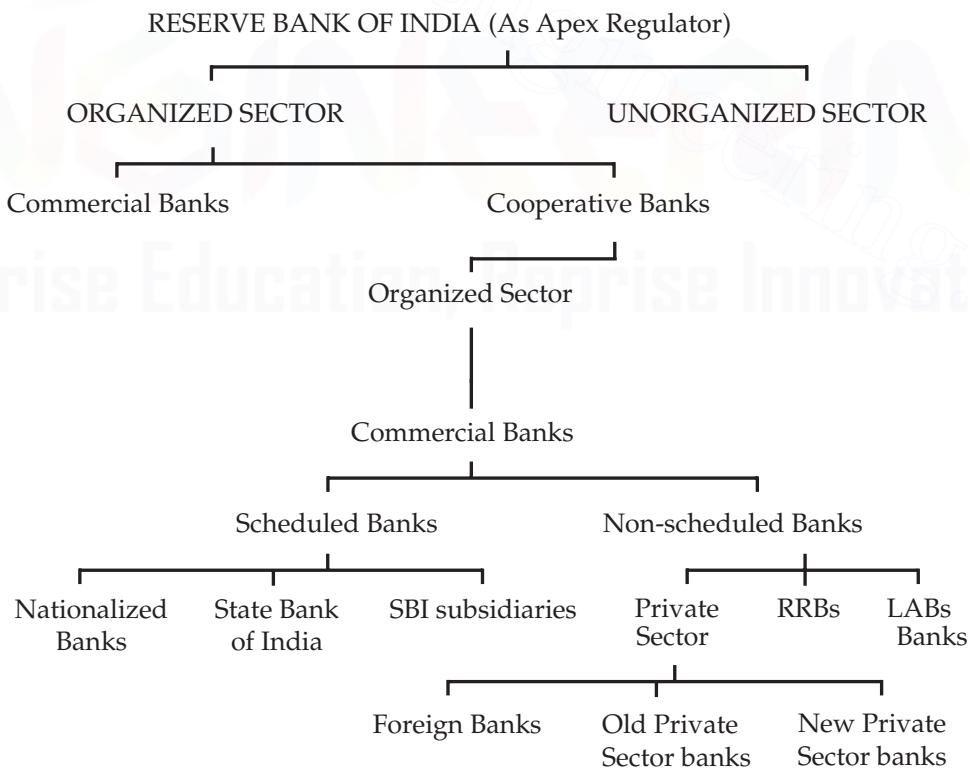 RESERVE BANK OF INDIA (As Apex Regulator)
ORGANIZED SECTOR
UNORGANIZED SECTOR
Commercial Banks
Cooperative Banks
Organized Sector
Commercial Banks
Scheduled Banks
Non-scheduled Banks
Nationalized
Banks
State Bank
of India
SBI subsidiaries
Private
Sector
RRBs
LABs
Banks
Foreign Banks
Old Private
Sector banks
New Private
Sector banks